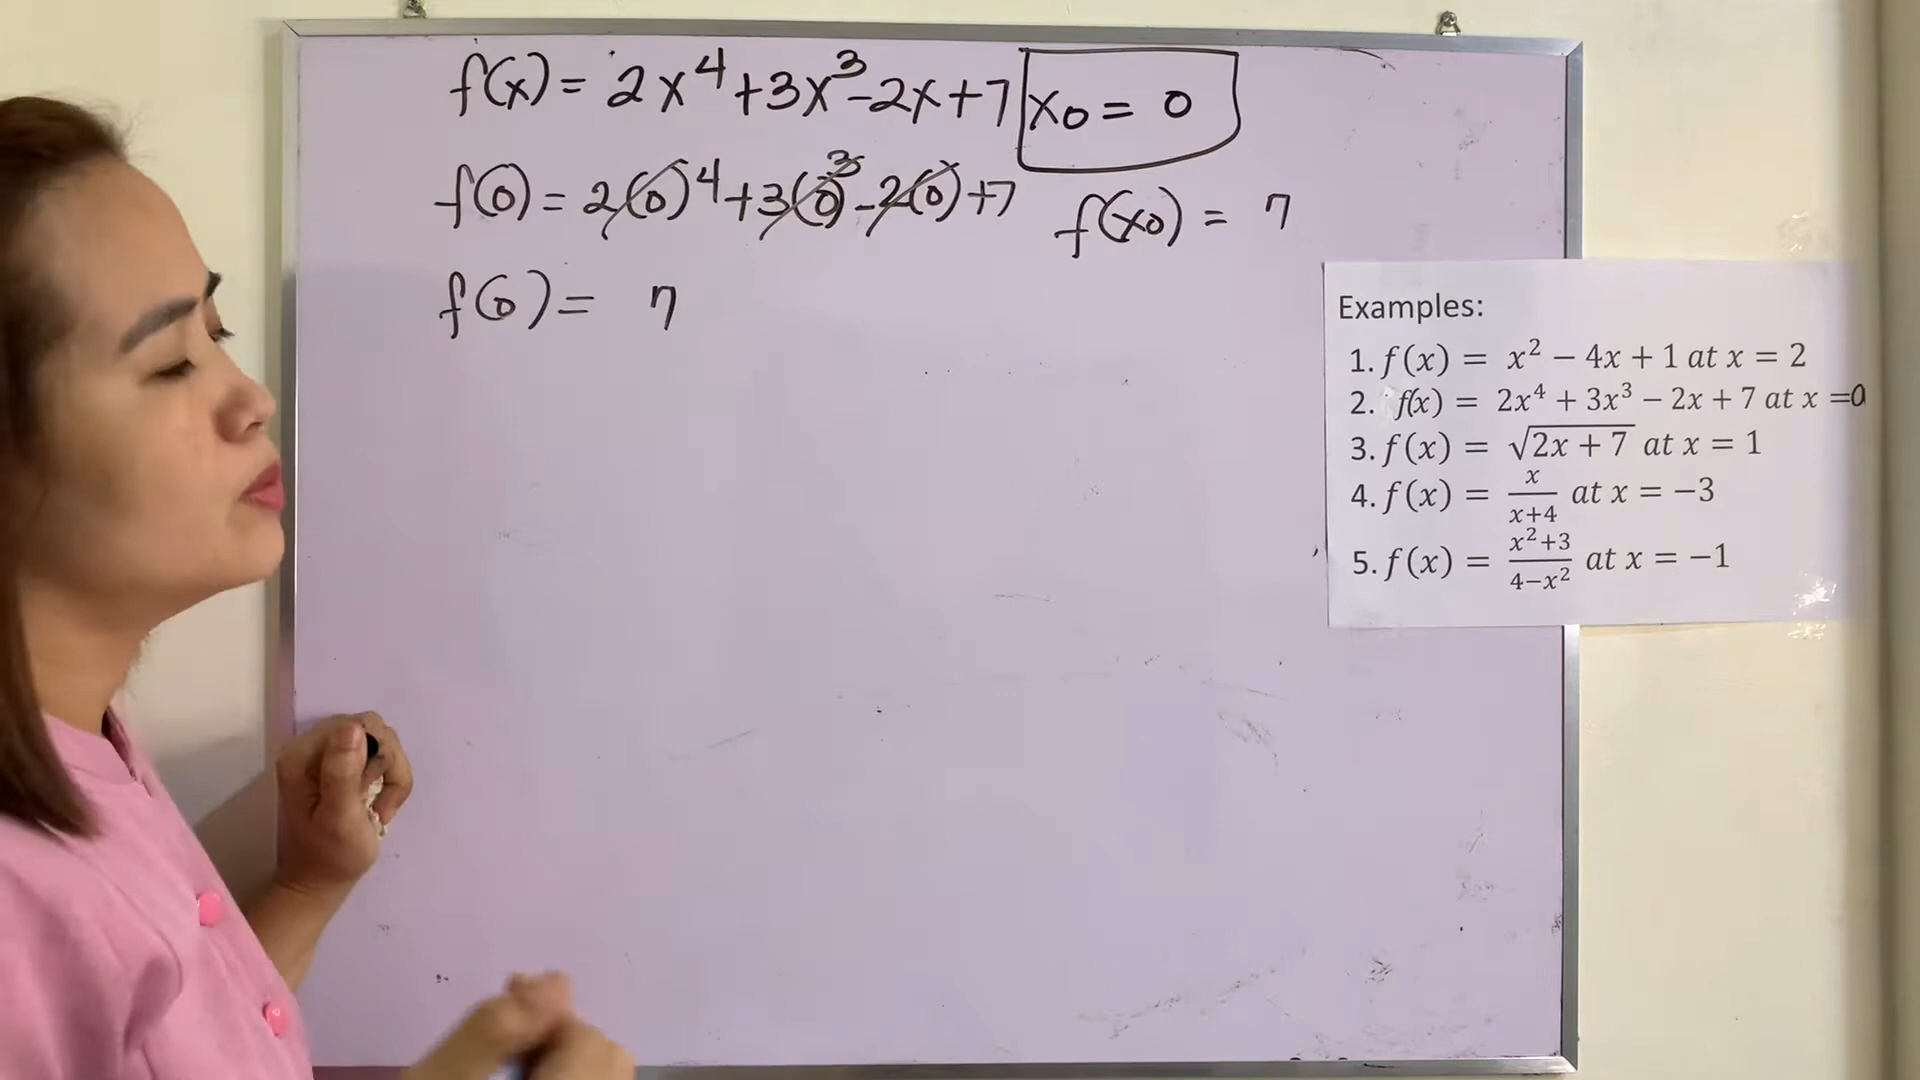 f(x) = 2x⁴+3x³-2x+7 x₀ = 0
f(0) = 2(0)⁴+3(0)³-2(0)+7
f(x₀) = 7
f(0) = 7
Examples:
1. f(x) = x² − 4x + 1 at x = 2
2. f(x) = 2x⁴ + 3x³ − 2x + 7 at x =0
3. f(x) = √(2x + 7) at x = 1
4. f(x) = x/(x+4) at x = −3
5. f(x) = (x²+3)/(4−x²) at x = −1